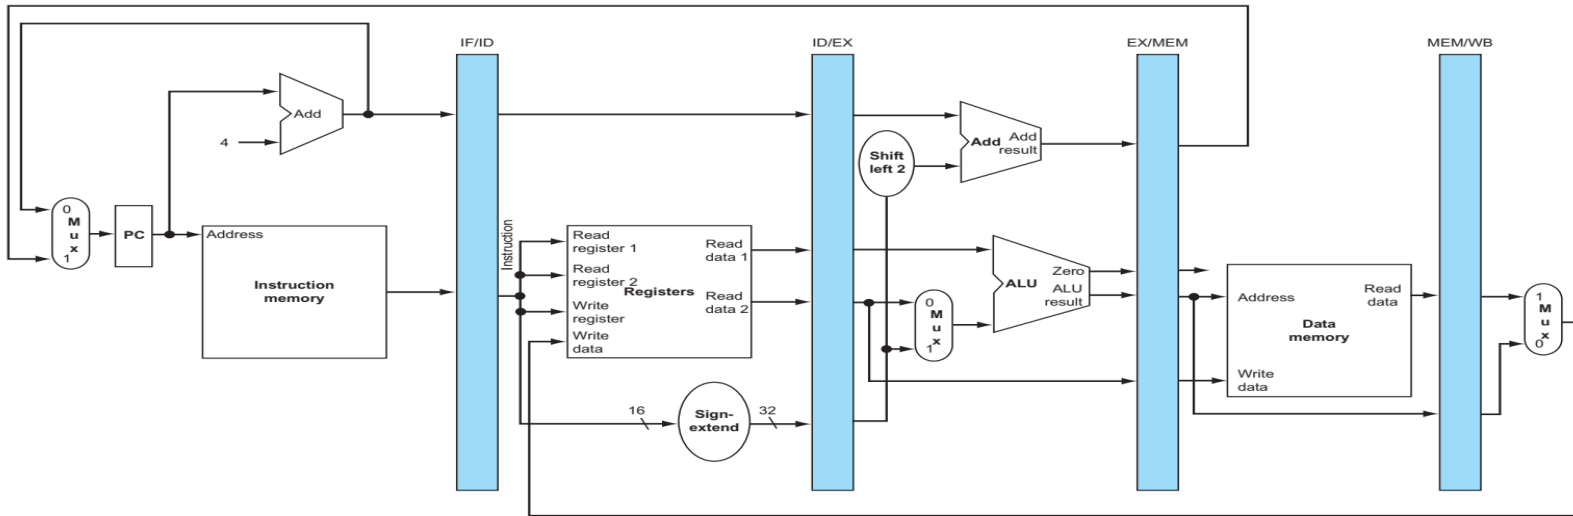 IF/ID
ID/EX
EX/MEM
MEM/WB
Add
4
0
M
u
x
1
PC
Address
Instruction
memory
Instruction
Read
register 1
Read
register 2
Write
register
Write
data
Registers
Read
data 1
Read
data 2
16
Sign-
extend
32
Shift
left 2
Add
Add
result
0
M
u
x
1
ALU
Zero
ALU
result
Address
Read
data
Data
memory
Write
data
1
M
u
x
0